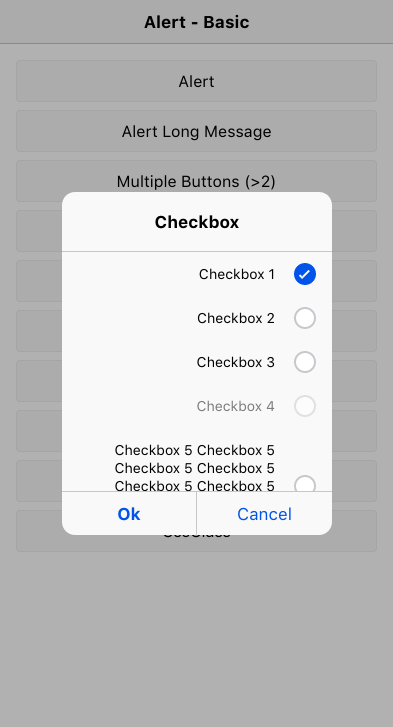 Alert - Basic
Alert
Alert Long Message
Multiple Buttons (>2)
Checkbox
Checkbox 1
Checkbox 2
Checkbox 3
Checkbox 4
Checkbox 5 Checkbox 5
Checkbox 5 Checkbox 5
Checkbox 5 Checkbox 5
Ok
Cancel